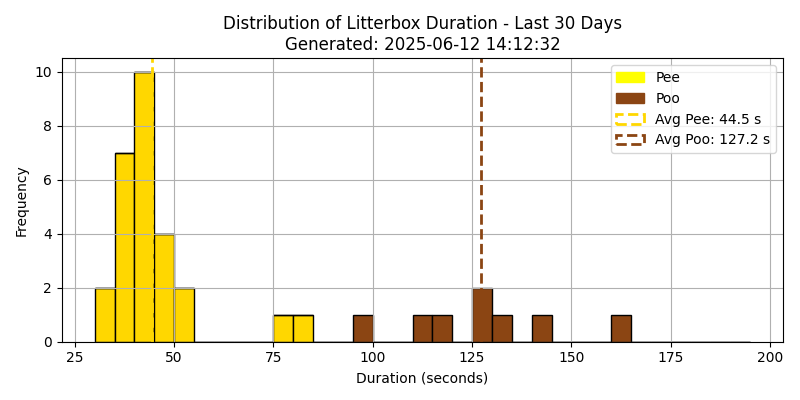 Distribution of Litterbox Duration - Last 30 Days
Generated: 2025-06-12 14:12:32
Pee
Poo
Avg Pee: 44.5 s
Avg Poo: 127.2 s
Frequency
10
8
6
4
2
0
25 50 75 100 125 150 175 200
Duration (seconds)